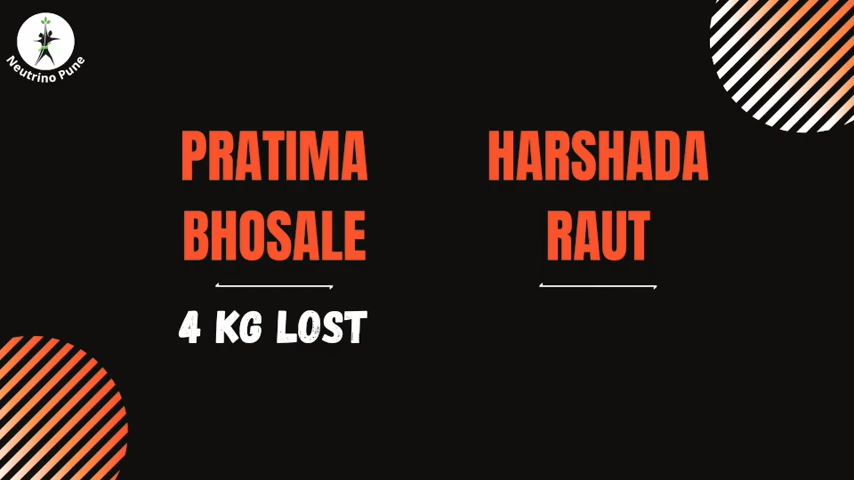 Neutrino Pune
PRATIMA
BHOSALE
4 KG LOST
HARSHADA
RAUT